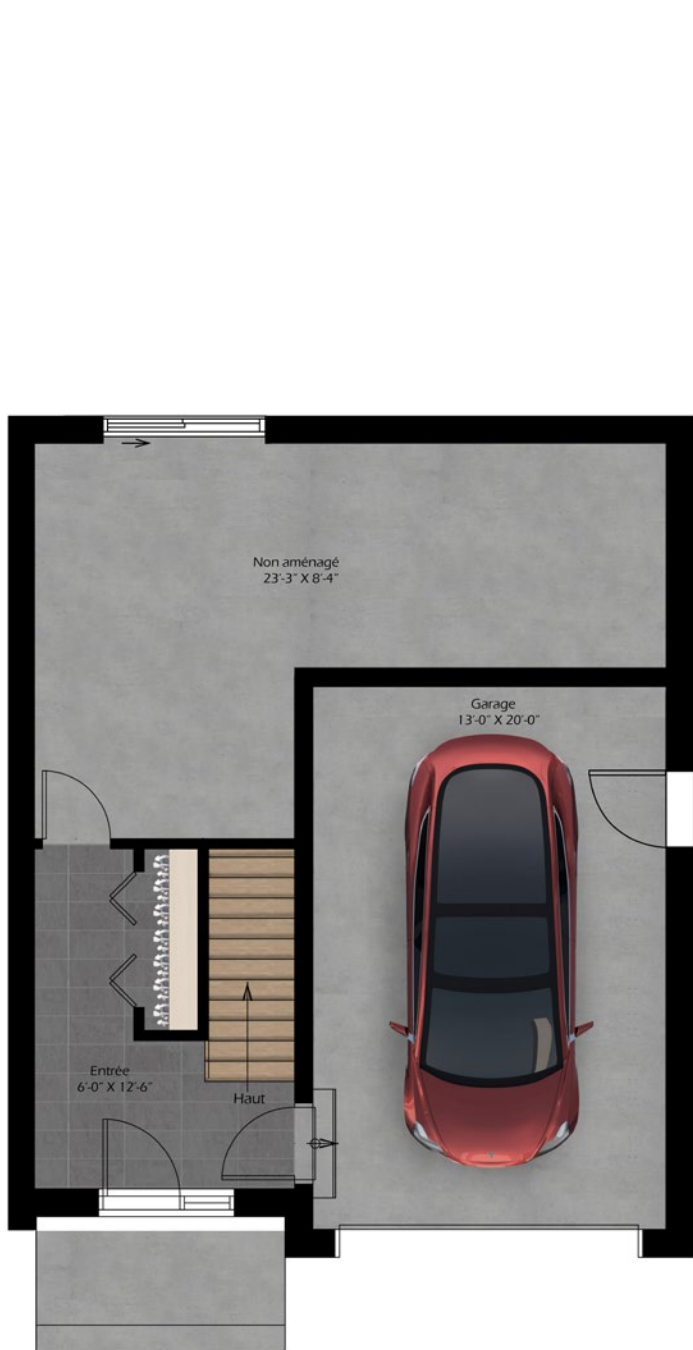 Non aménagé
23'-3" X 8'-4"
Garage
13'-0" X 20'-0"
Entrée
6'-0" X 12'-6"
Haut